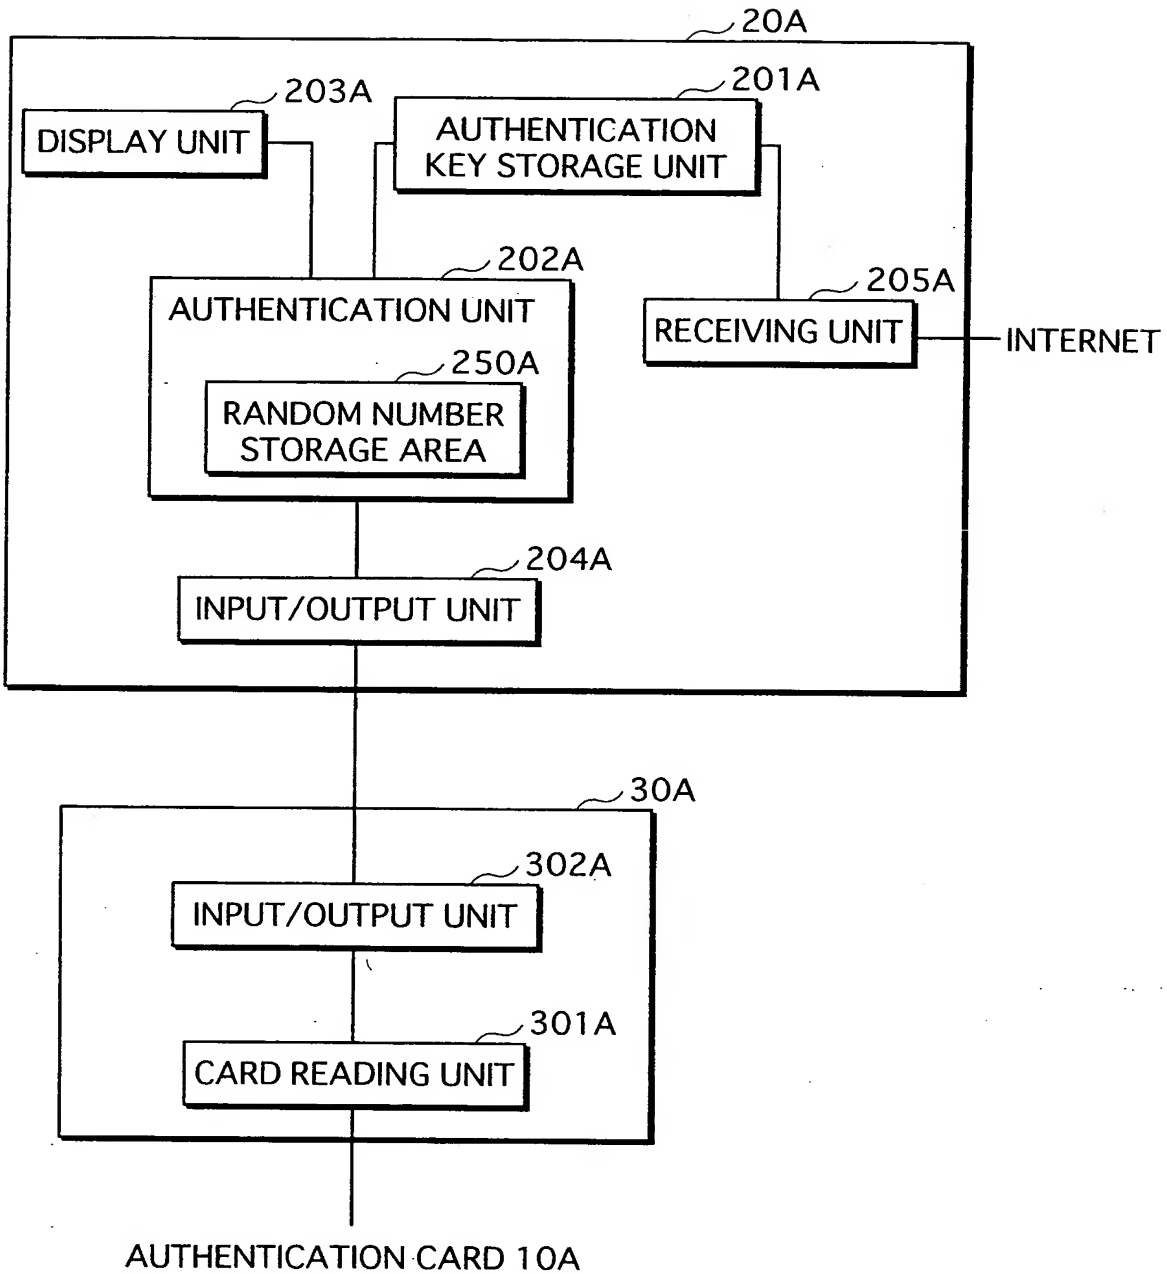 20A
203A
201A
DISPLAY UNIT
AUTHENTICATION
KEY STORAGE UNIT
202A
205A
AUTHENTICATION UNIT
RECEIVING UNIT
INTERNET
250A
RANDOM NUMBER
STORAGE AREA
204A
INPUT/OUTPUT UNIT
30A
302A
INPUT/OUTPUT UNIT
301A
CARD READING UNIT
AUTHENTICATION CARD 10A